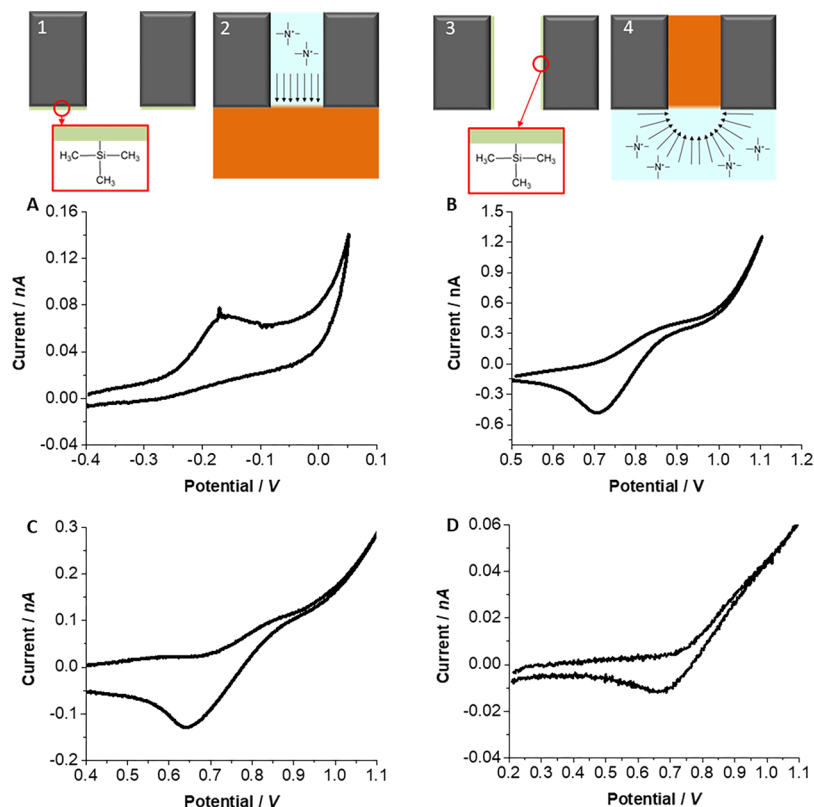 1 2 3 4
-N⁺-
-N⁺-
Si
H₃C CH₃
CH₃
Si
H₃C CH₃
CH₃
-N⁺- -N⁺-
-N⁺- -N⁺-
A
0.16
0.12
0.08
0.04
0.00
-0.04
Current / nA
-0.4 -0.3 -0.2 -0.1 0.0 0.1
Potential / V
B
1.5
1.2
0.9
0.6
0.3
0.0
-0.3
-0.6
Current / nA
0.5 0.6 0.7 0.8 0.9 1.0 1.1 1.2
Potential / V
C
0.3
0.2
0.1
0.0
-0.1
-0.2
Current / nA
0.4 0.5 0.6 0.7 0.8 0.9 1.0 1.1
Potential / V
D
0.06
0.04
0.02
0.00
-0.02
-0.04
Current / nA
0.2 0.3 0.4 0.5 0.6 0.7 0.8 0.9 1.0 1.1
Potential / V